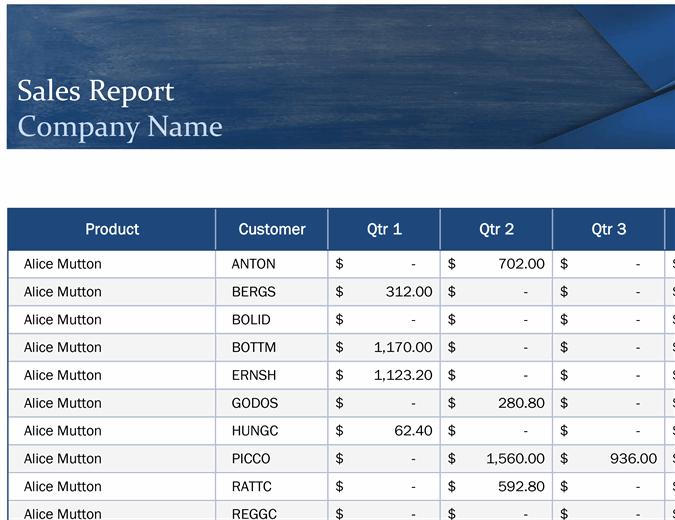 Sales Report
Company Name
Product Customer Qtr 1 Qtr 2 Qtr 3
Alice Mutton ANTON $ - $ 702.00 $ -
Alice Mutton BERGS $ 312.00 $ - $ -
Alice Mutton BOLID $ - $ - $ -
Alice Mutton BOTTM $ 1,170.00 $ - $ -
Alice Mutton ERNSH $ 1,123.20 $ - $ -
Alice Mutton GODOS $ - $ 280.80 $ -
Alice Mutton HUNGC $ 62.40 $ - $ -
Alice Mutton PICCO $ - $ 1,560.00 $ 936.00
Alice Mutton RATTC $ - $ 592.80 $ -
Alice Mutton REGGC $ - $ - $ -